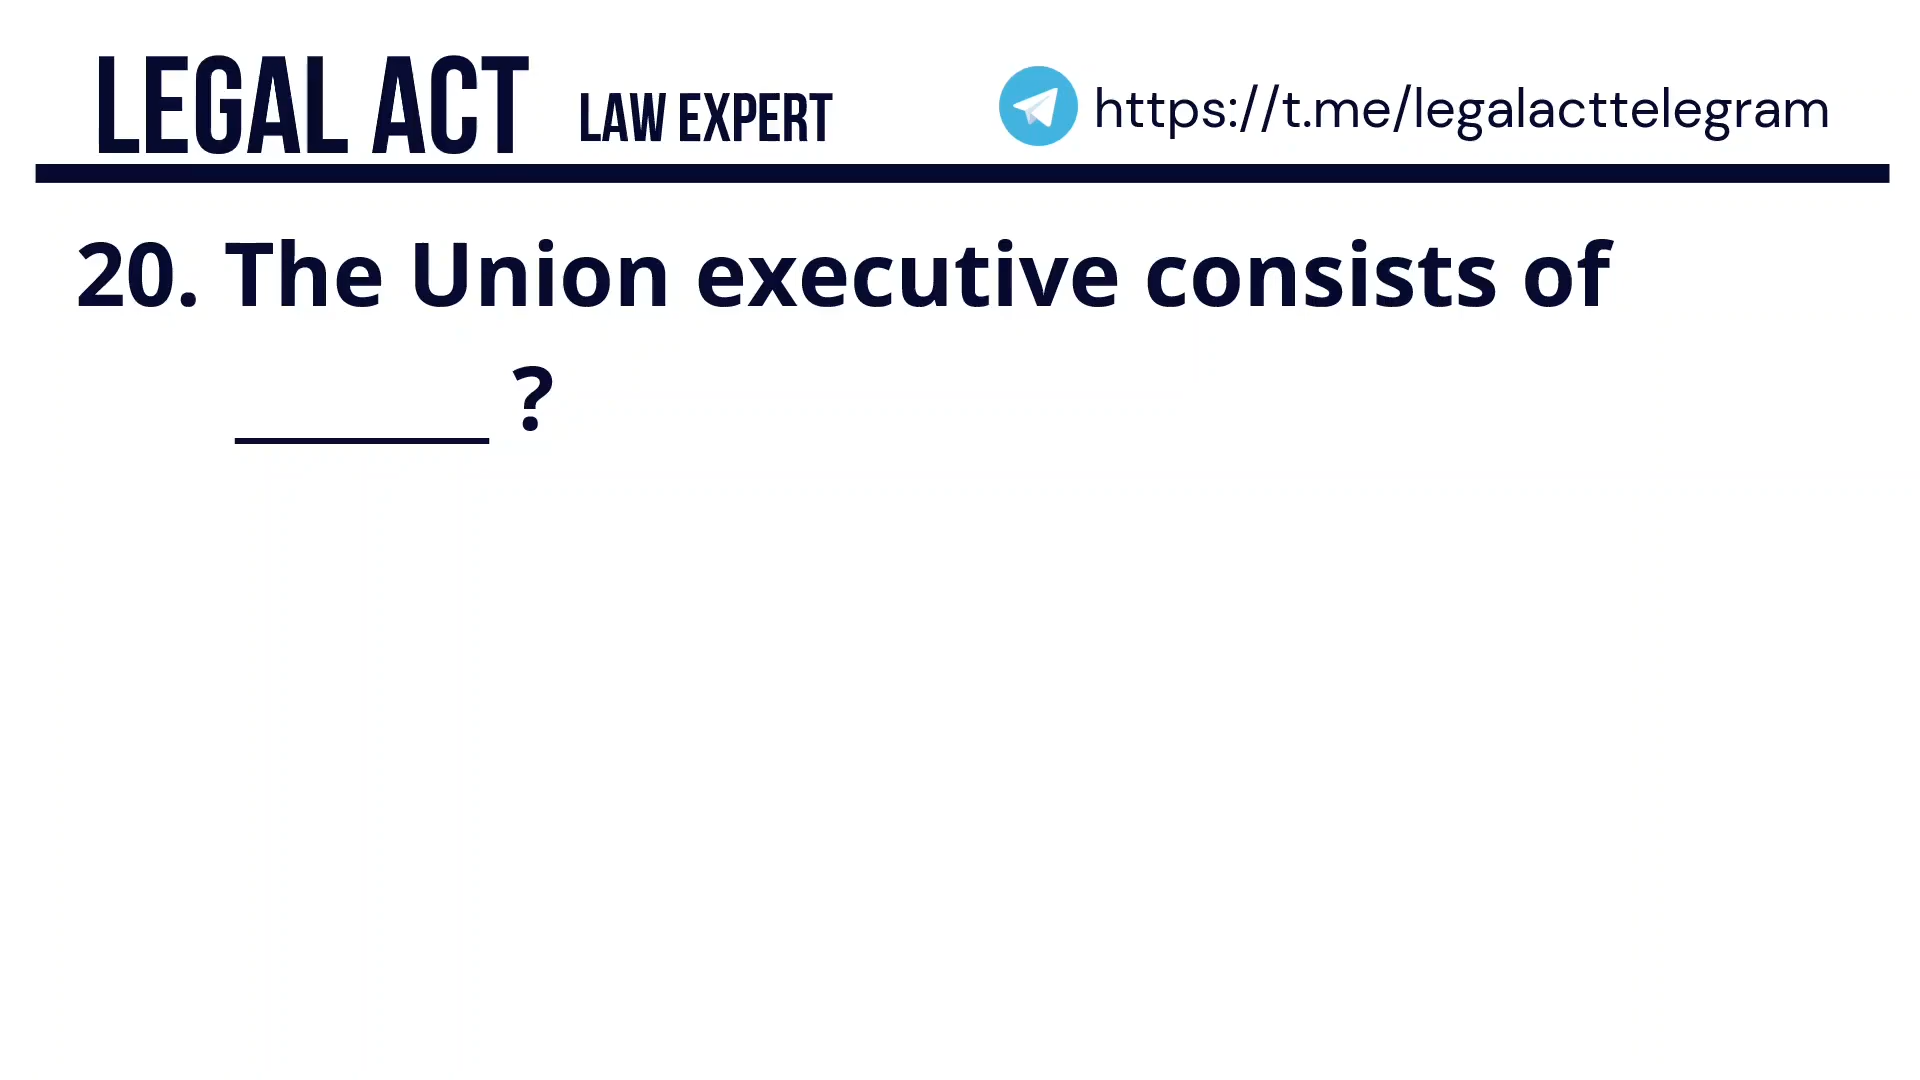 LEGAL ACT LAW EXPERT https://t.me/legalacttelegram
20. The Union executive consists of
______ ?